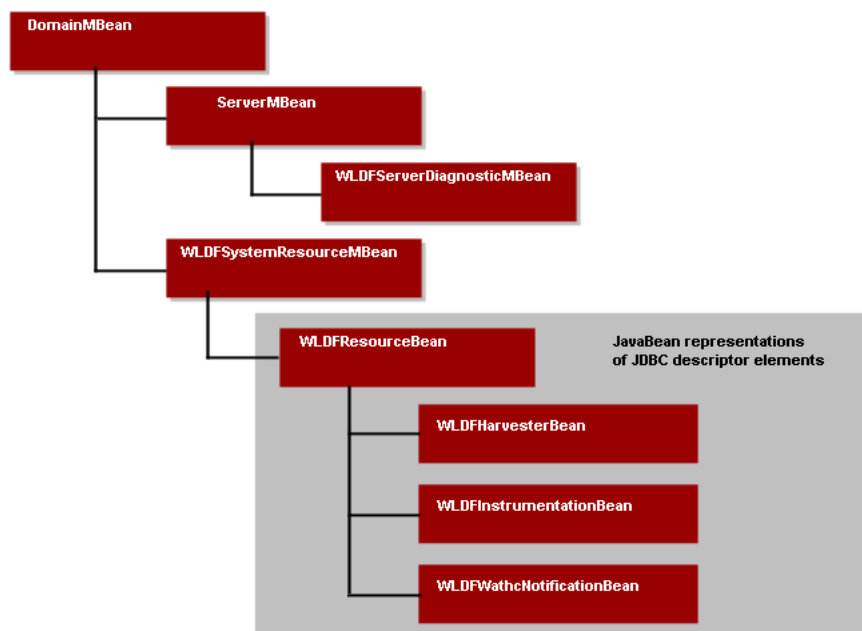 DomainMBean
ServerMBean
WLDFServerDiagnosticMBean
WLDFSystemResourceMBean
WLDFResourceBean
JavaBean representations
of JDBC descriptor elements
WLDFHarvesterBean
WLDFInstrumentationBean
WLDFWathcNotificationBean